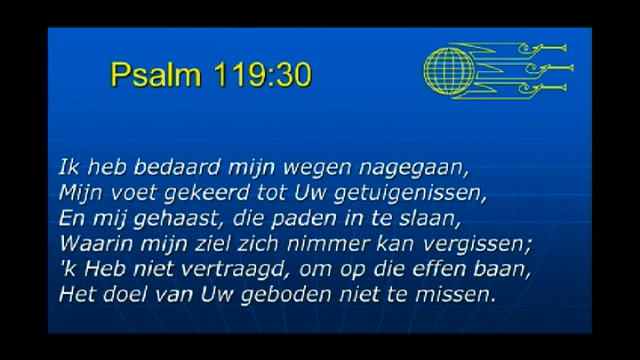 Psalm 119:30
Ik heb bedaard mijn wegen nagegaan,
Mijn voet gekeerd tot Uw getuigenissen,
En mij gehaast, die paden in te slaan,
Waarin mijn ziel zich nimmer kan vergissen;
'k Heb niet vertraagd, om op die effen baan,
Het doel van Uw geboden niet te missen.